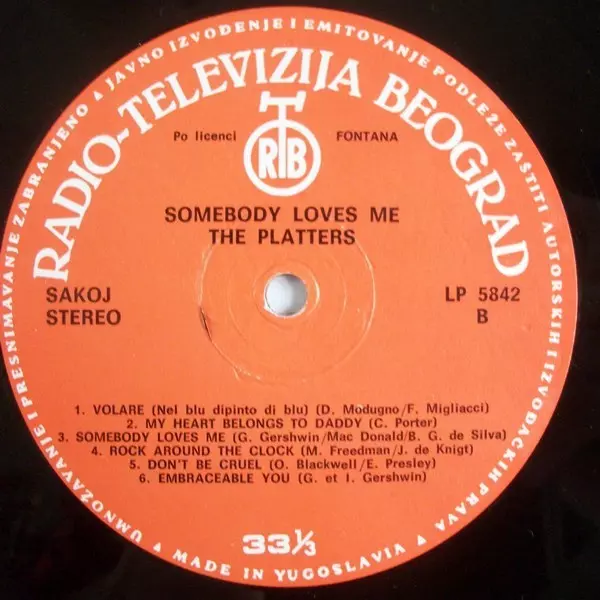 UMNOŽAVANJE I PRESNIMAVANJE ZABRANJENO ▲ JAVNO IZVOĐENJE I EMITOVANJE PODLEŽE ZAŠTITI AUTORSKIH I IZVOĐAČKIH PRAVA ▲
RADIO-TELEVIZIJA BEOGRAD
Po licenci
RTB
FONTANA
SOMEBODY LOVES ME
THE PLATTERS
SAKOJ
STEREO
LP 5842
B
1. VOLARE (Nel blu dipinto di blu) (D. Modugno/F. Migliacci)
2. MY HEART BELONGS TO DADDY (C. Porter)
3. SOMEBODY LOVES ME (G. Gershwin/Mac Donald/B. G. de Silva)
4. ROCK AROUND THE CLOCK (M. Freedman/J. de Knigt)
5. DON'T BE CRUEL (O. Blackwell/E. Presley)
6. EMBRACEABLE YOU (G. et I. Gershwin)
33⅓
MADE IN YUGOSLAVIA ▲